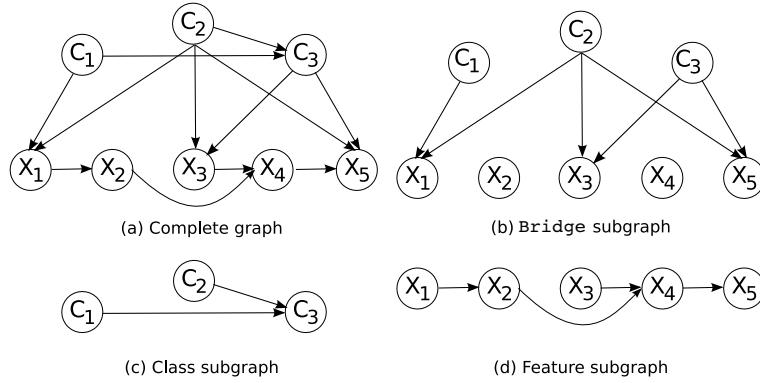 C2
C1
C3
X1
X2
X3
X4
X5
(a) Complete graph
C2
C1
C3
X1
X2
X3
X4
X5
(b) Bridge subgraph
C2
C1
C3
(c) Class subgraph
X1
X2
X3
X4
X5
(d) Feature subgraph